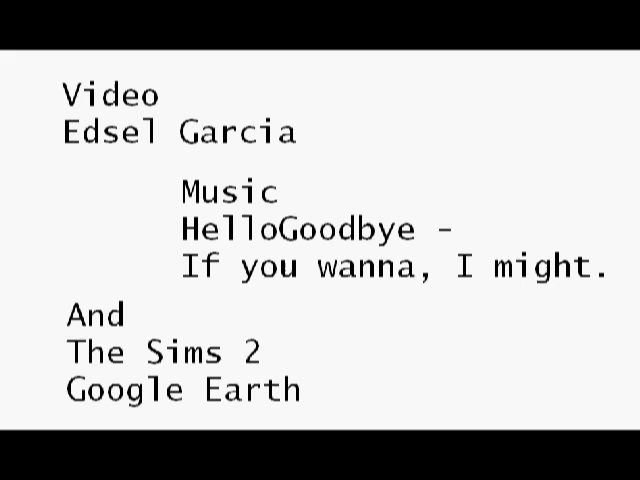 Video
Edsel Garcia
Music
HelloGoodbye -
If you wanna, I might.
And
The Sims 2
Google Earth